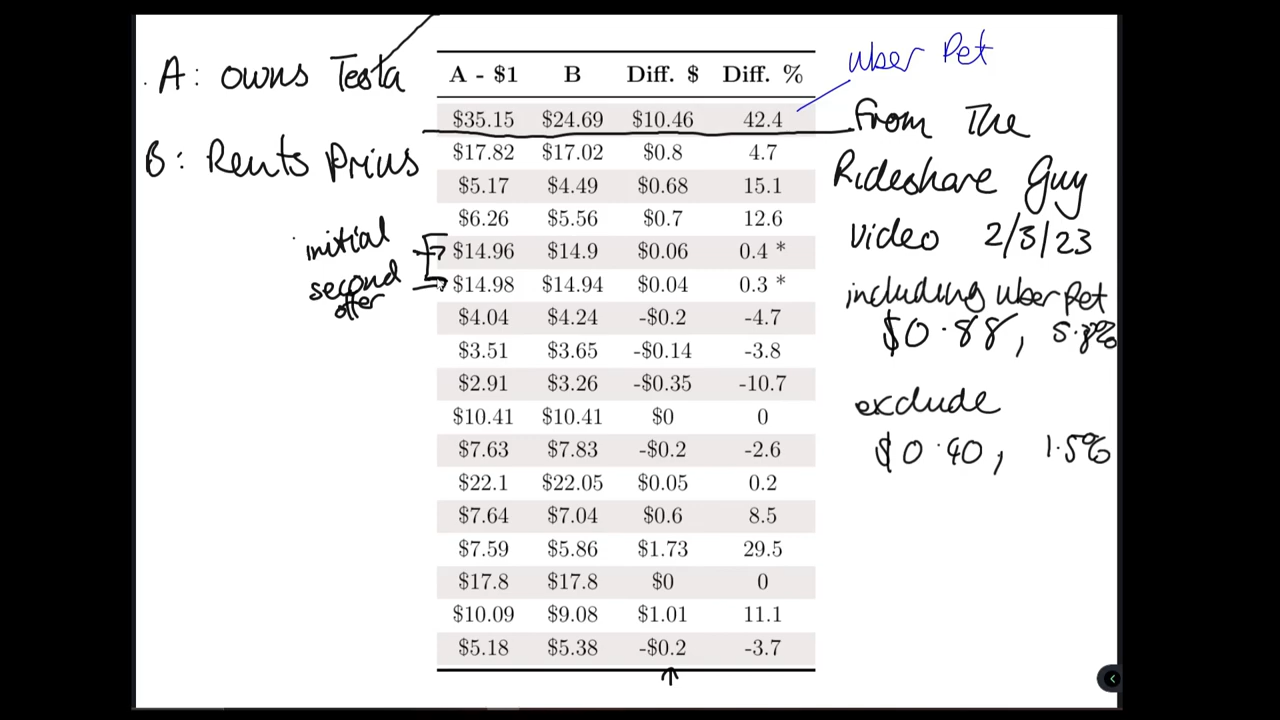 A: owns Testa
B: Rents Prius
initial
second
offer
A - $1 B Diff. $ Diff. %
$35.15 $24.69 $10.46 42.4
$17.82 $17.02 $0.8 4.7
$5.17 $4.49 $0.68 15.1
$6.26 $5.56 $0.7 12.6
$14.96 $14.9 $0.06 0.4 *
$14.98 $14.94 $0.04 0.3 *
$4.04 $4.24 -$0.2 -4.7
$3.51 $3.65 -$0.14 -3.8
$2.91 $3.26 -$0.35 -10.7
$10.41 $10.41 $0 0
$7.63 $7.83 -$0.2 -2.6
$22.1 $22.05 $0.05 0.2
$7.64 $7.04 $0.6 8.5
$7.59 $5.86 $1.73 29.5
$17.8 $17.8 $0 0
$10.09 $9.08 $1.01 11.1
$5.18 $5.38 -$0.2 -3.7
uber Pet
From The
Rideshare Guy
video 2/3/23
including uber Pet
$0.88, 5.8%
exclude
$0.40, 1.5%